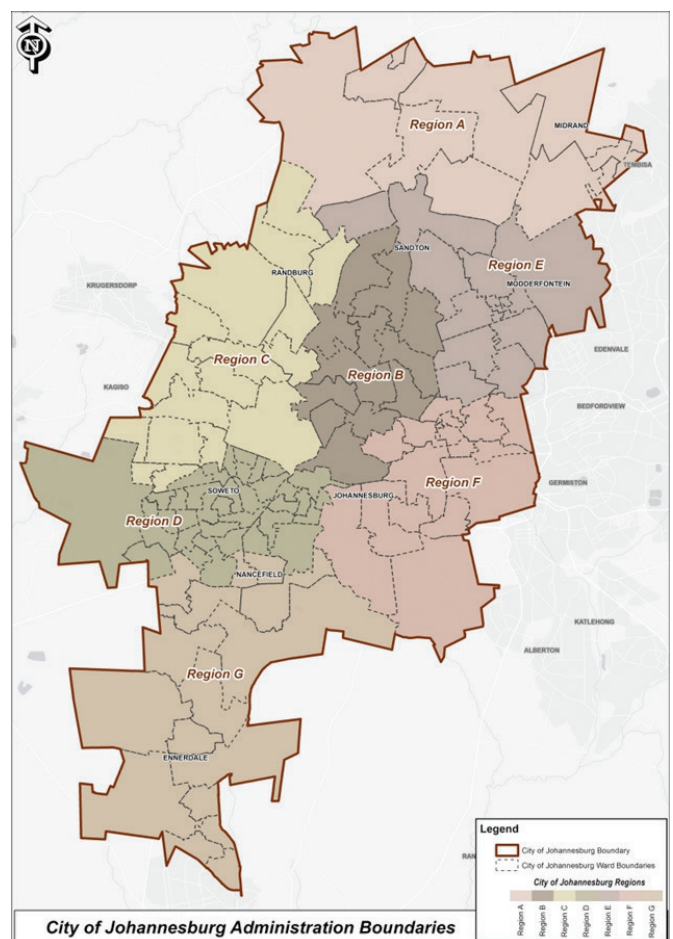 N
Region A
MIDRAND
TEMBISA
SANDTON
Region E
RANDBURG
MODDERFONTEIN
KRUGERSDORP
EDENVALE
Region C
Region B
KAGISO
BEDFORDVIEW
Region F
GERMISTON
SOWETO
JOHANNESBURG
Region D
NANCEFIELD
KATLEHONG
ALBERTON
Region G
ENNERDALE
Legend
City of Johannesburg Boundary
City of Johannesburg Ward Boundaries
RAN
City of Johannesburg Regions
Region A
Region B
Region C
Region D
Region E
Region F
Region G
City of Johannesburg Administration Boundaries